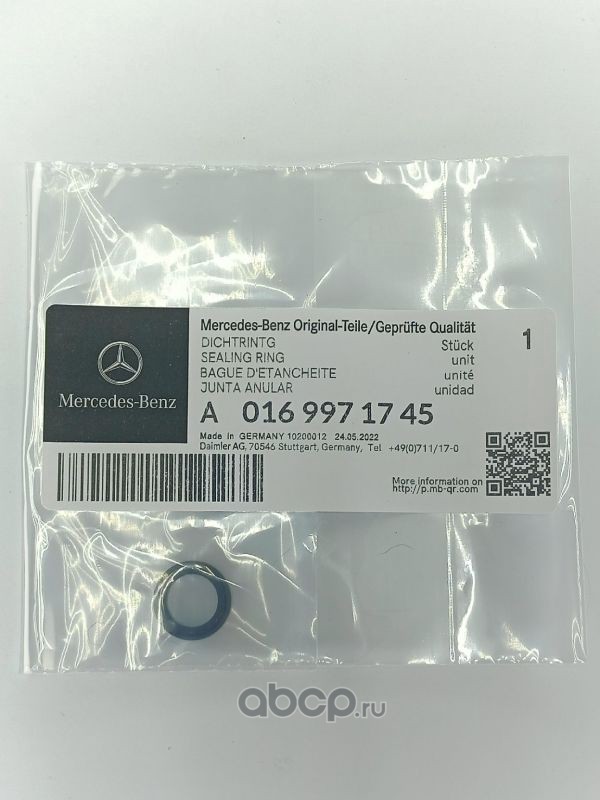 Mercedes-Benz
Mercedes-Benz Original-Teile/Geprüfte Qualität
DICHTRINTG
SEALING RING
BAGUE D'ETANCHEITE
JUNTA ANULAR
Stück
unit
unité
unidad
1
A 016 997 17 45
Made in GERMANY 10200012 24.05.2022
Daimler AG, 70546 Stuttgart, Germany, Tel +49(0)711/17-0
More information on
http://p.mb-qr.com/
abcp.ru